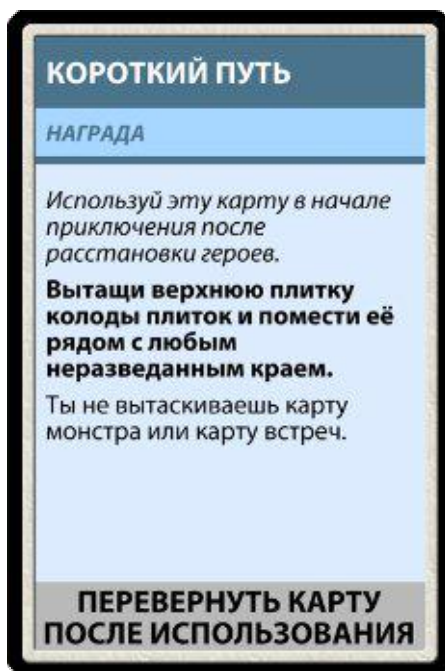 КОРОТКИЙ ПУТЬ
НАГРАДА
Используй эту карту в начале
приключения после
расстановки героев.
Вытащи верхнюю плитку
колоды плиток и помести её
рядом с любым
неразведанным краем.
Ты не вытаскиваешь карту
монстра или карту встреч.
ПЕРЕВЕРНУТЬ КАРТУ
ПОСЛЕ ИСПОЛЬЗОВАНИЯ